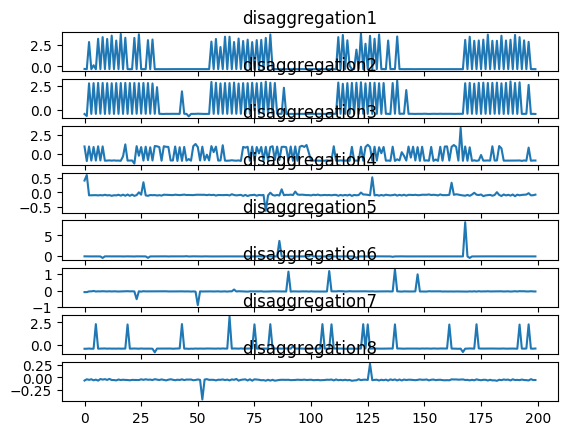 disaggregation1
2.5
0.0
disaggregation2
2.5
0.0
disaggregation3
2.5
0.0
disaggregation4
0.5
0.0
−0.5
disaggregation5
5
0
disaggregation6
1
0
−1
disaggregation7
2.5
0.0
disaggregation8
0.25
0.00
−0.25
0 25 50 75 100 125 150 175 200